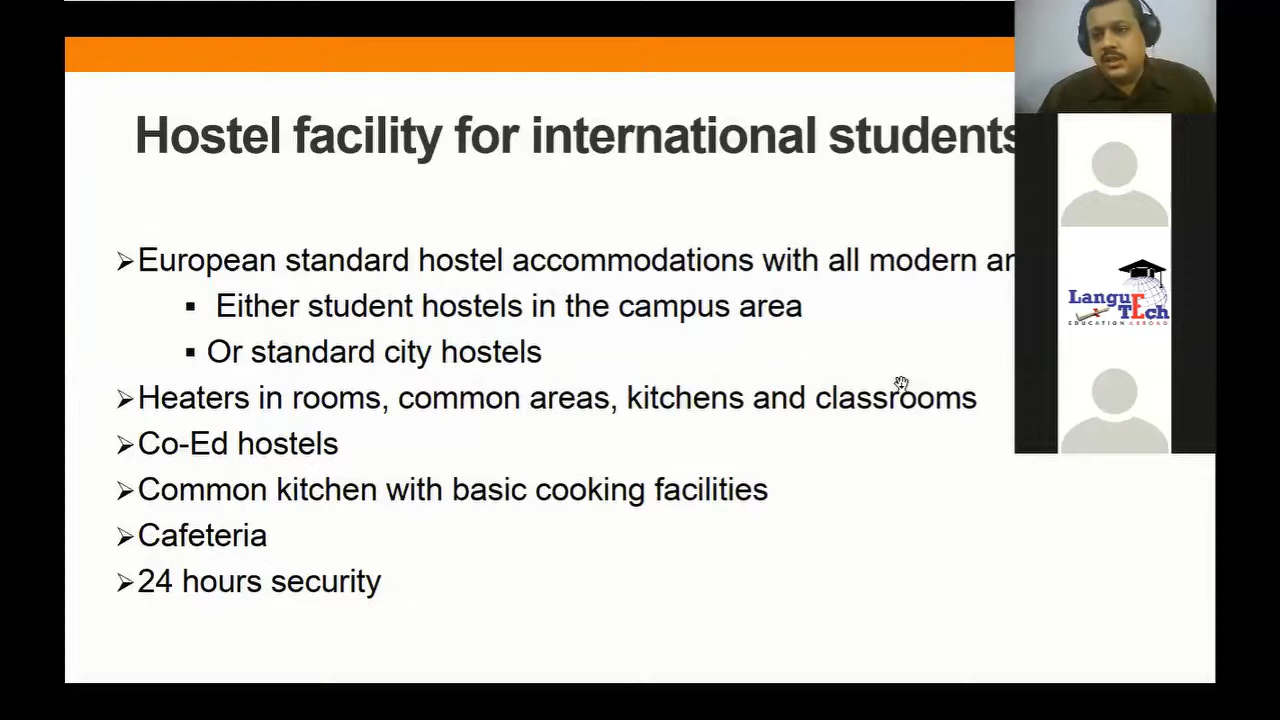 Hostel facility for international students
➢European standard hostel accommodations with all modern
▪ Either student hostels in the campus area
▪ Or standard city hostels
➢Heaters in rooms, common areas, kitchens and classrooms
➢Co-Ed hostels
➢Common kitchen with basic cooking facilities
➢Cafeteria
➢24 hours security
LanguTEch
EDUCATION ABROAD